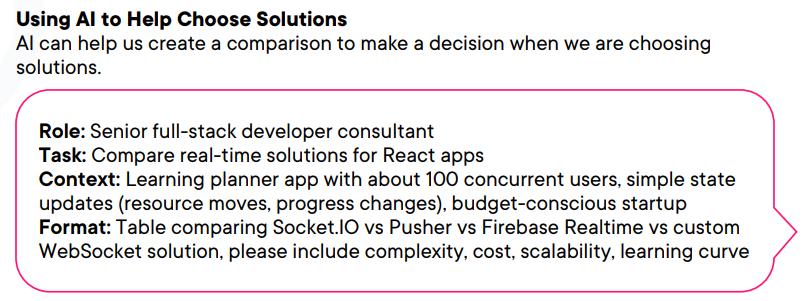 Using AI to Help Choose Solutions
AI can help us create a comparison to make a decision when we are choosing
solutions.
Role: Senior full-stack developer consultant
Task: Compare real-time solutions for React apps
Context: Learning planner app with about 100 concurrent users, simple state
updates (resource moves, progress changes), budget-conscious startup
Format: Table comparing Socket.IO vs Pusher vs Firebase Realtime vs custom
WebSocket solution, please include complexity, cost, scalability, learning curve